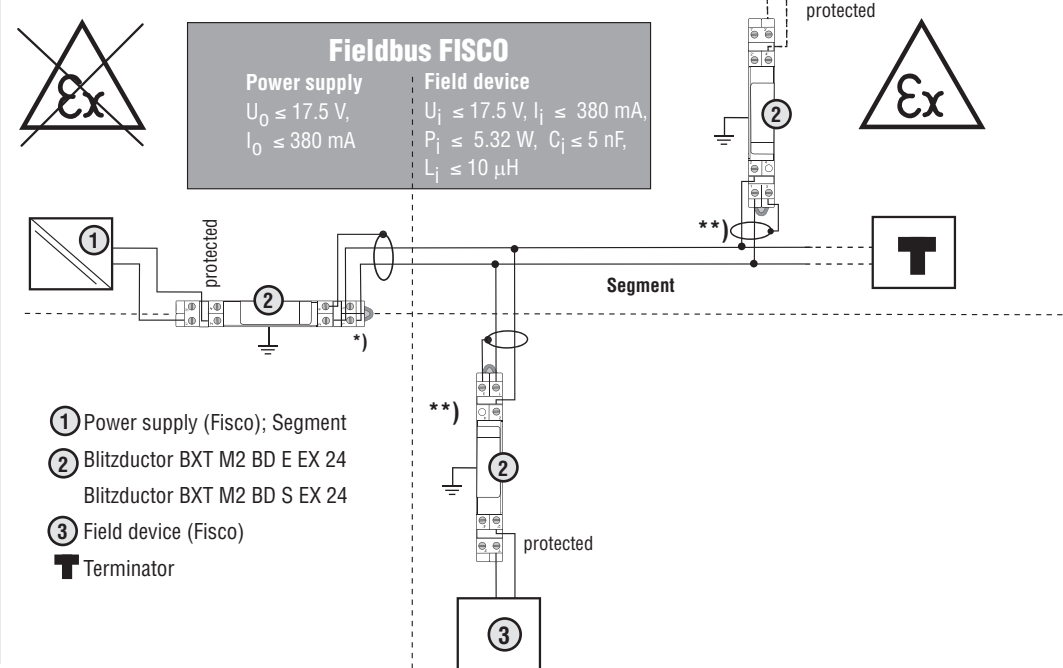 protected
Ex
Ex
Fieldbus FISCO
Power supply
U₀ ≤ 17.5 V,
I₀ ≤ 380 mA
Field device
Uᵢ ≤ 17.5 V, Iᵢ ≤ 380 mA,
Pᵢ ≤ 5.32 W, Cᵢ ≤ 5 nF,
Lᵢ ≤ 10 μH
2
1
protected
**)
T
Segment
2
*)
**)
2
1 Power supply (Fisco); Segment
2 Blitzductor BXT M2 BD E EX 24
Blitzductor BXT M2 BD S EX 24
3 Field device (Fisco)
T Terminator
protected
3